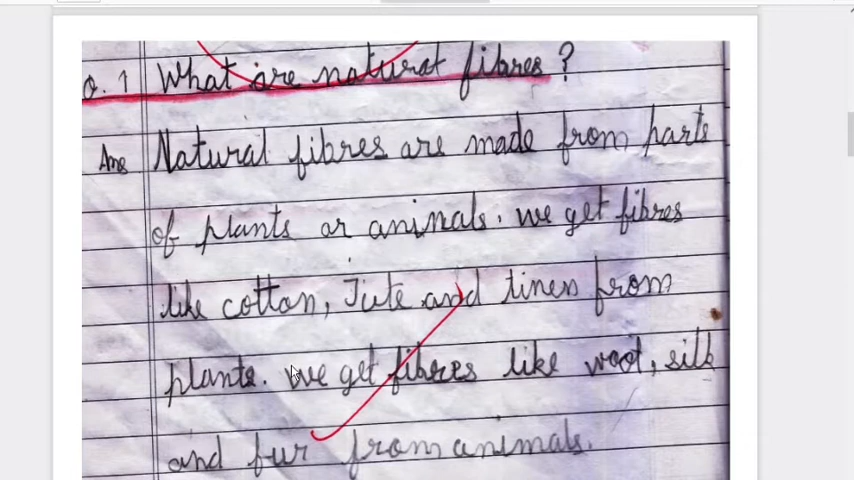 Q. 1 What are natural fibres ?
Ans Natural fibres are made from parts
of plants or animals. we get fibres
like cotton, Jute and linen from
plants. We get fibres like wool, silk
and fur from animals.